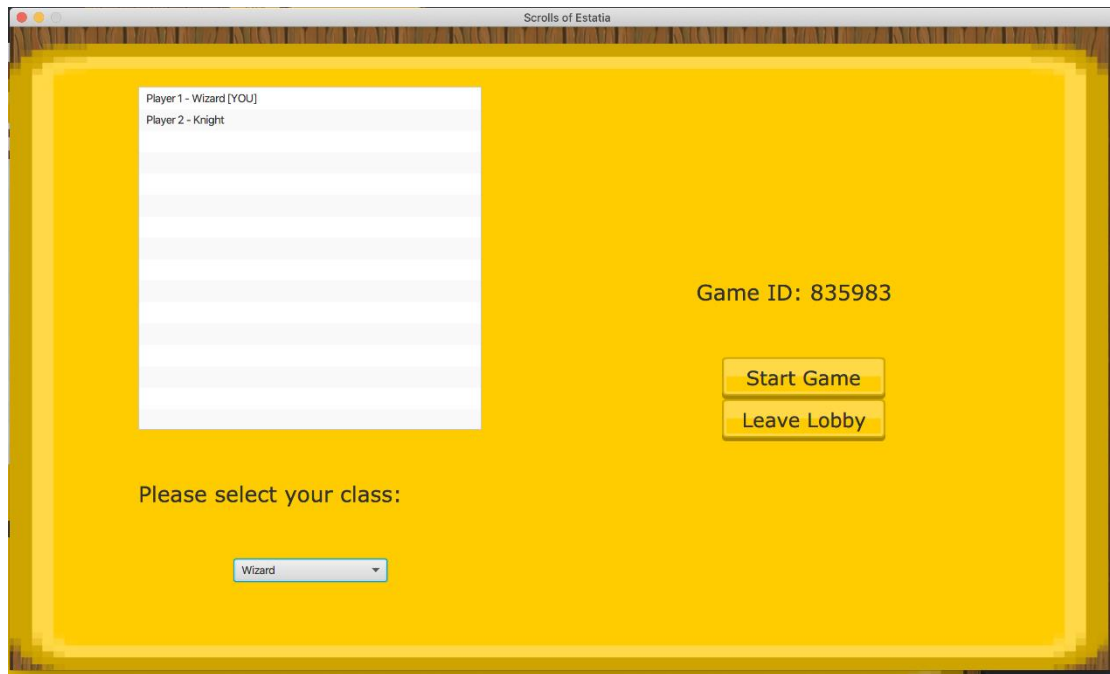 Scrolls of Estatia
Player 1 - Wizard [YOU]
Player 2 - Knight
Game ID: 835983
Start Game
Leave Lobby
Please select your class:
Wizard